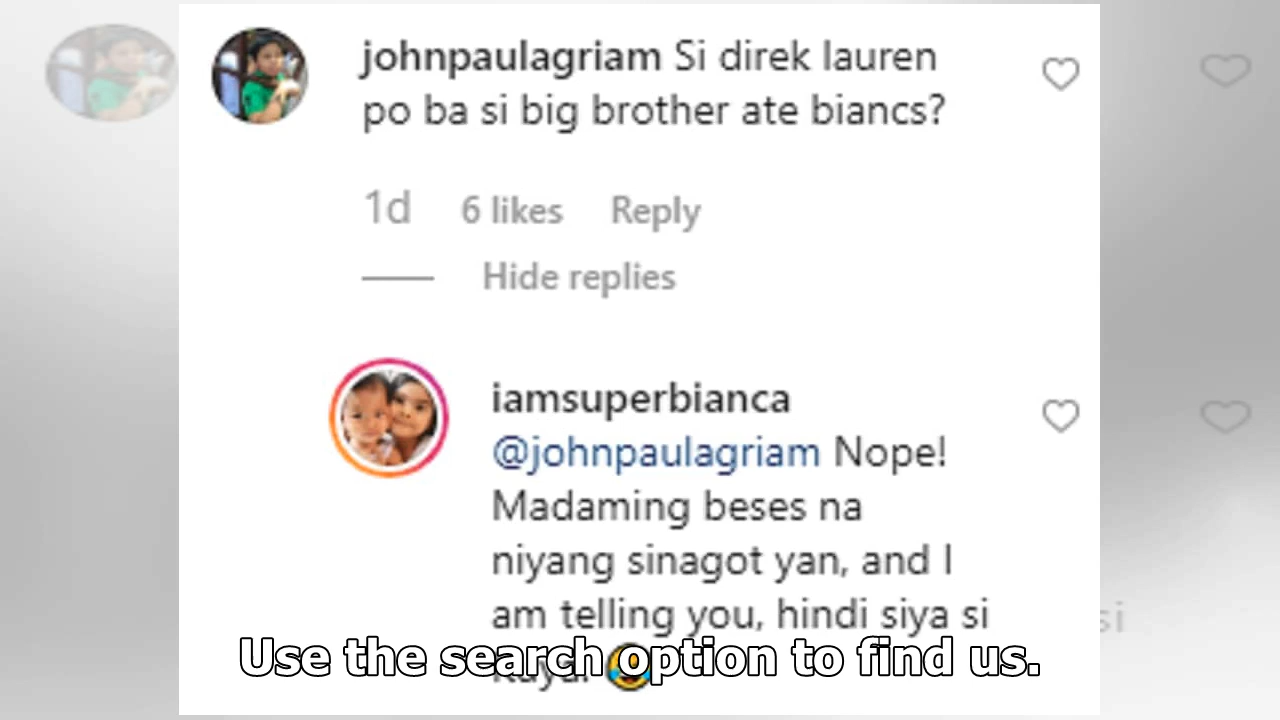 johnpaulagriam Si direk lauren
po ba si big brother ate biancs?
1d 6 likes Reply
Hide replies
iamsuperbianca
@johnpaulagriam Nope!
Madaming beses na
niyang sinagot yan, and I
am telling you, hindi siya si
si
Use the search option to find us.